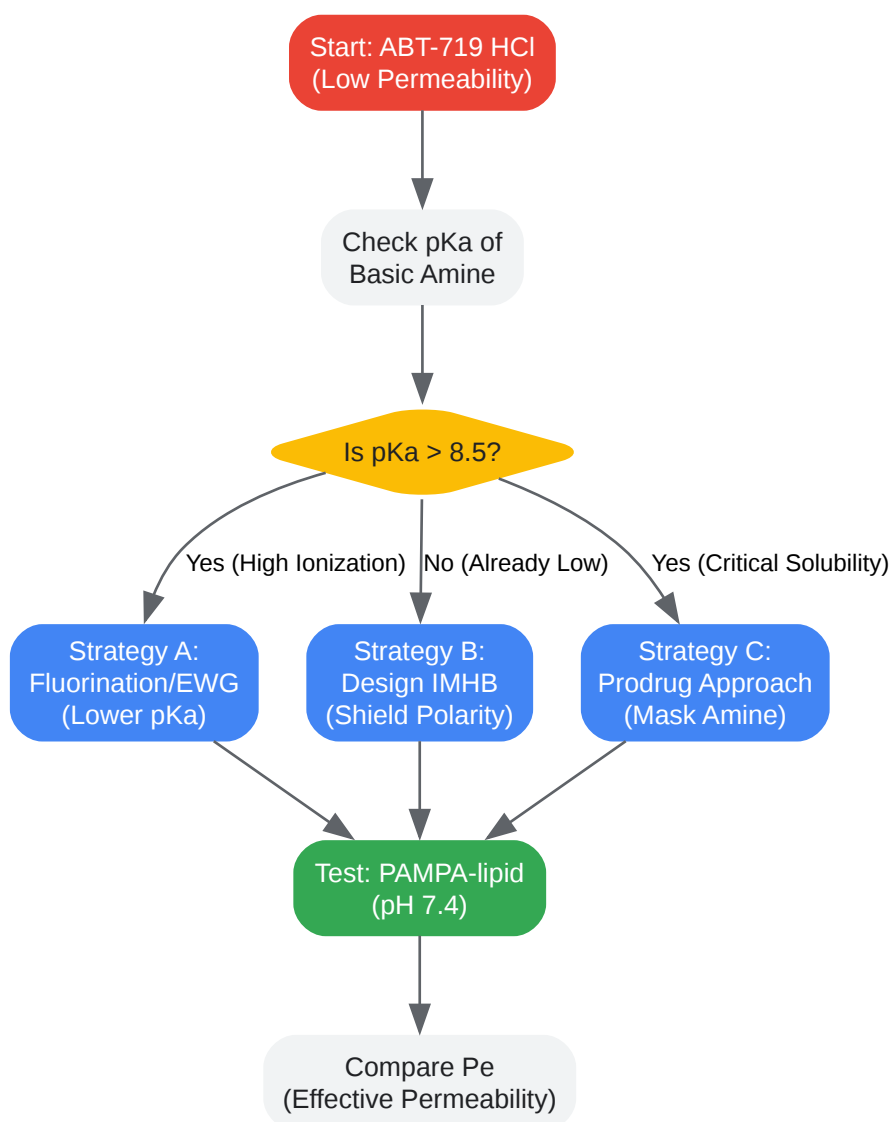 Start: ABT-719 HCl
(Low Permeability)
Check pKa of
Basic Amine
Is pKa > 8.5?
Yes (High Ionization)
No (Already Low)
Yes (Critical Solubility)
Strategy A:
Fluorination/EWG
(Lower pKa)
Strategy B:
Design IMHB
(Shield Polarity)
Strategy C:
Prodrug Approach
(Mask Amine)
Test: PAMPA-lipid
(pH 7.4)
Compare Pe
(Effective Permeability)